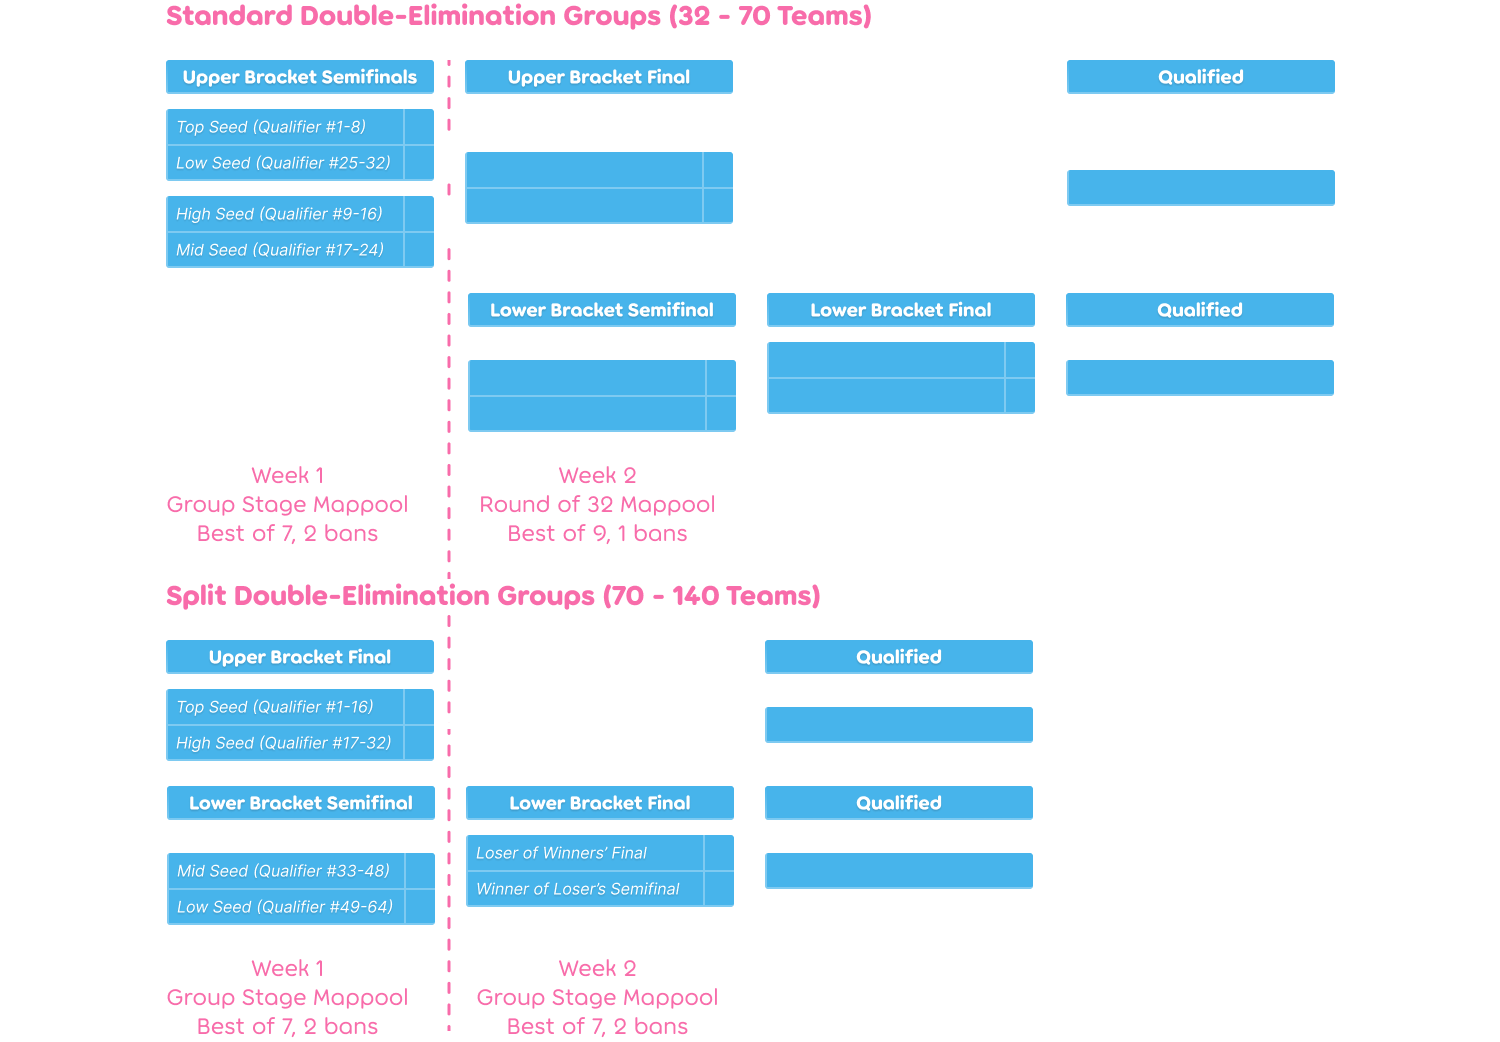 Standard Double-Elimination Groups (32 - 70 Teams)
Upper Bracket Semifinals
Upper Bracket Final
Qualified
Top Seed (Qualifier #1-8)
Low Seed (Qualifier #25-32)
High Seed (Qualifier #9-16)
Mid Seed (Qualifier #17-24)
Lower Bracket Semifinal
Lower Bracket Final
Qualified
Week 1
Group Stage Mappool
Best of 7, 2 bans
Week 2
Round of 32 Mappool
Best of 9, 1 bans
Split Double-Elimination Groups (70 - 140 Teams)
Upper Bracket Final
Qualified
Top Seed (Qualifier #1-16)
High Seed (Qualifier #17-32)
Lower Bracket Semifinal
Lower Bracket Final
Qualified
Mid Seed (Qualifier #33-48)
Low Seed (Qualifier #49-64)
Loser of Winners’ Final
Winner of Loser’s Semifinal
Week 1
Group Stage Mappool
Best of 7, 2 bans
Week 2
Group Stage Mappool
Best of 7, 2 bans